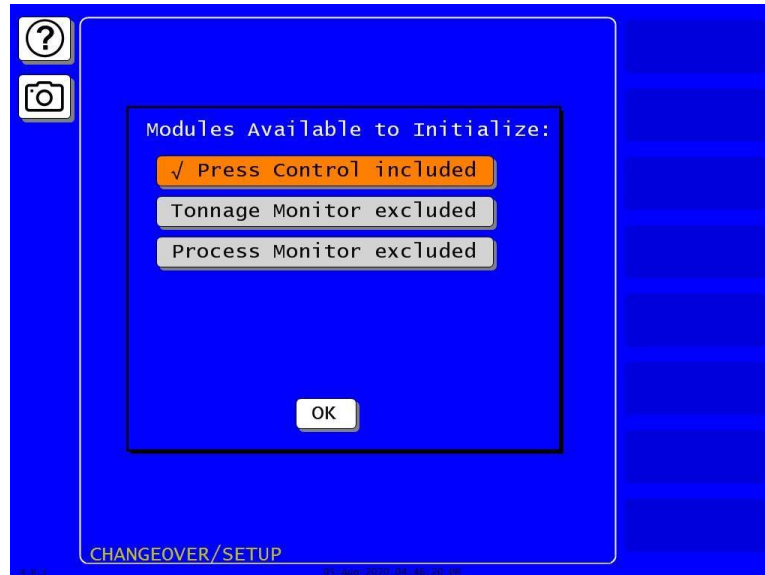 ?
Modules Available to Initialize:
√ Press Control included
Tonnage Monitor excluded
Process Monitor excluded
OK
CHANGEOVER/SETUP